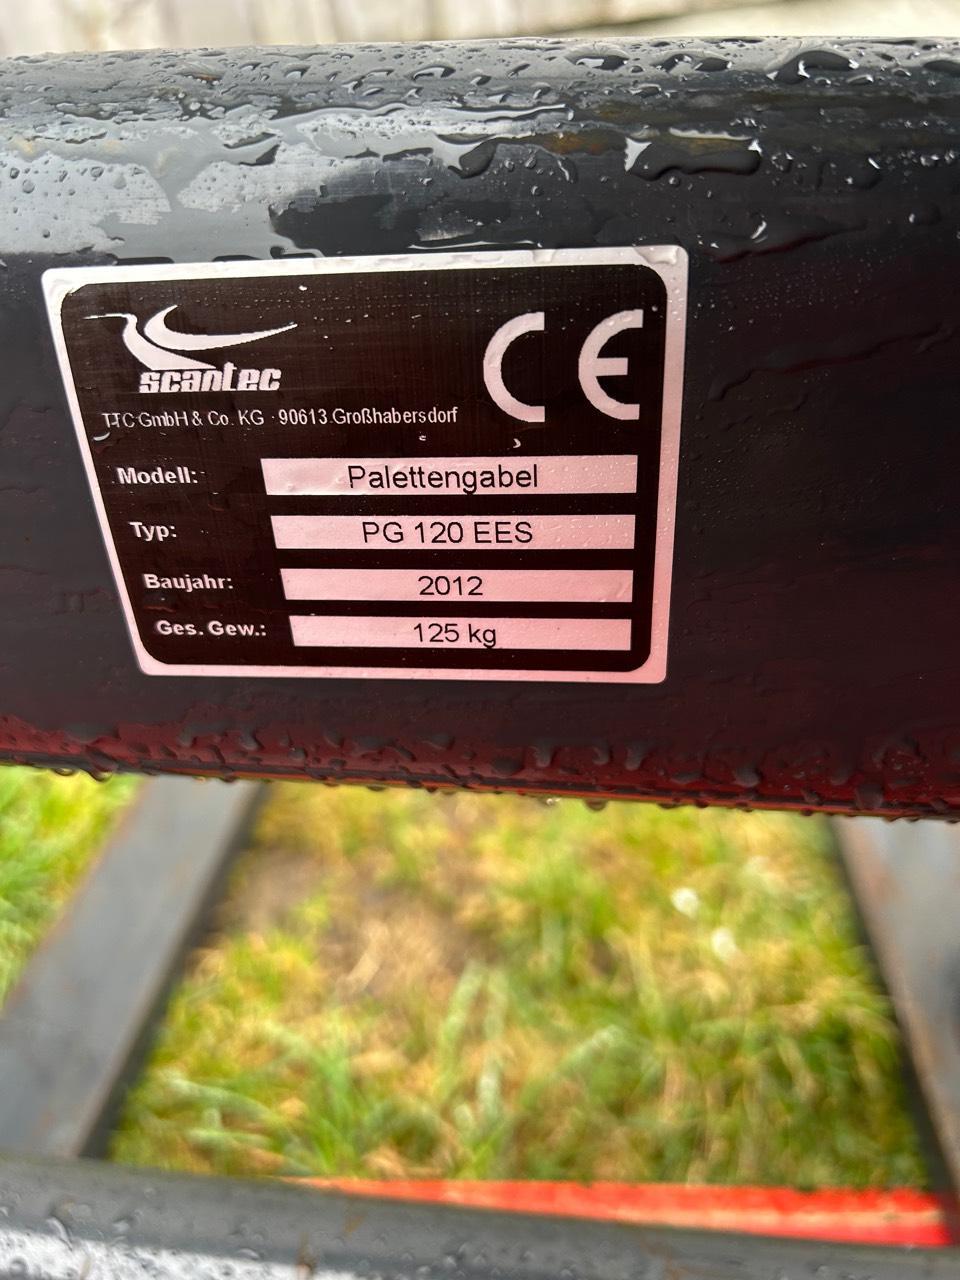 scantec
CE
TTC GmbH & Co. KG · 90613 Großhabersdorf
Modell: Palettengabel
Typ: PG 120 EES
Baujahr: 2012
Ges. Gew.: 125 kg